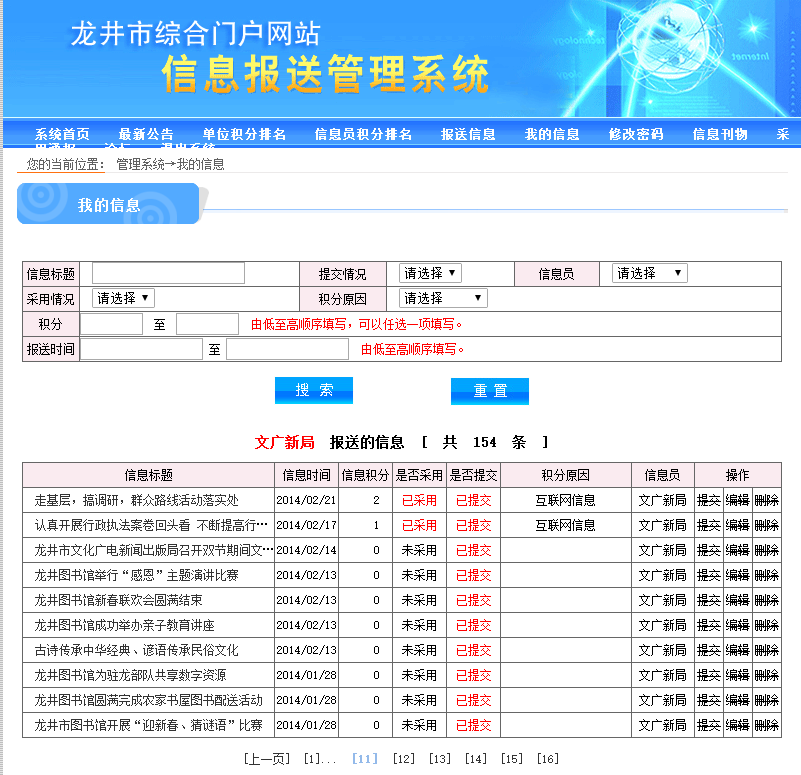 龙井市综合门户网站
信息报送管理系统
系统首页 最新公告 单位积分排名 信息员积分排名 报送信息 我的信息 修改密码 信息刊物 采
用通报 论坛 退出系统
您的当前位置： 管理系统→我的信息
我的信息
信息标题 提交情况 请选择 信息员 请选择
采用情况 请选择 积分原因 请选择
积分 至 由低至高顺序填写，可以任选一项填写。
报送时间 至 由低至高顺序填写。
搜 索 重 置
文广新局 报送的信息 [ 共 154 条 ]
信息标题 信息时间 信息积分 是否采用 是否提交 积分原因 信息员 操作
走基层，搞调研，群众路线活动落实处 2014/02/21 2 已采用 已提交 互联网信息 文广新局 提交 编辑 删除
认真开展行政执法案卷回头看 不断提高行… 2014/02/17 1 已采用 已提交 互联网信息 文广新局 提交 编辑 删除
龙井市文化广电新闻出版局召开双节期间文… 2014/02/14 0 未采用 已提交 文广新局 提交 编辑 删除
龙井图书馆举行“感恩”主题演讲比赛 2014/02/13 0 未采用 已提交 文广新局 提交 编辑 删除
龙井图书馆新春联欢会圆满结束 2014/02/13 0 未采用 已提交 文广新局 提交 编辑 删除
龙井图书馆成功举办亲子教育讲座 2014/02/13 0 未采用 已提交 文广新局 提交 编辑 删除
古诗传承中华经典、谚语传承民俗文化 2014/02/13 0 未采用 已提交 文广新局 提交 编辑 删除
龙井图书馆为驻龙部队共享数字资源 2014/01/28 0 未采用 已提交 文广新局 提交 编辑 删除
龙井图书馆圆满完成农家书屋图书配送活动 2014/01/28 0 未采用 已提交 文广新局 提交 编辑 删除
龙井市图书馆开展“迎新春、猜谜语”比赛 2014/01/28 0 未采用 已提交 文广新局 提交 编辑 删除
[上一页] [1]... [11] [12] [13] [14] [15] [16]